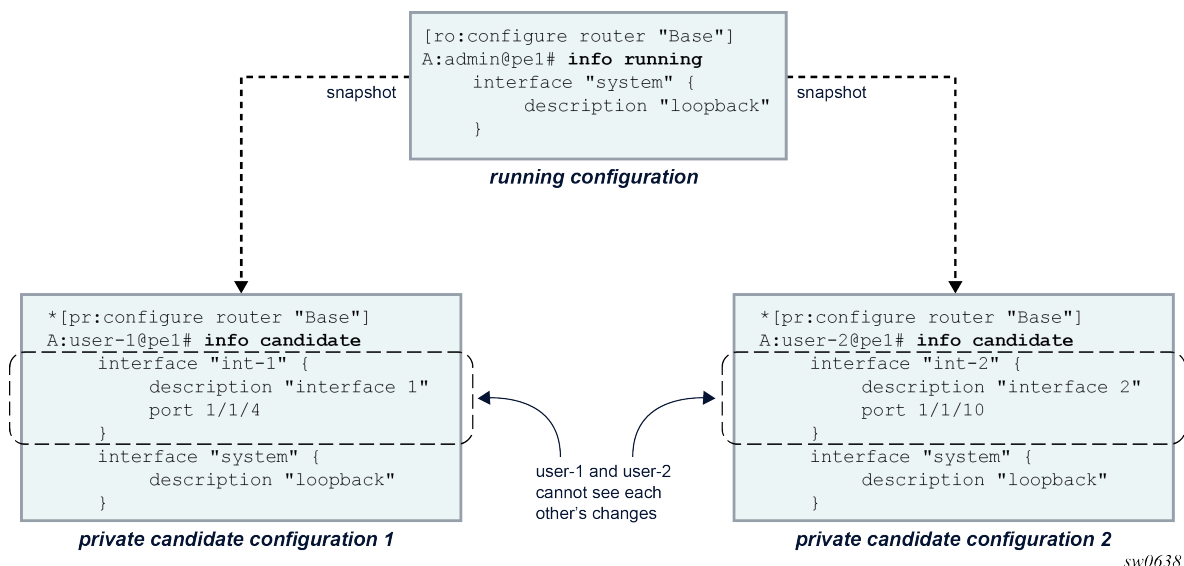 [ro:configure router "Base"]
A:admin@pe1# info running
interface "system" {
description "loopback"
}
snapshot
snapshot
running configuration
*[pr:configure router "Base"]
A:user-1@pe1# info candidate
interface "int-1" {
description "interface 1"
port 1/1/4
}
interface "system" {
description "loopback"
}
private candidate configuration 1
user-1 and user-2
cannot see each
other's changes
*[pr:configure router "Base"]
A:user-2@pe1# info candidate
interface "int-2" {
description "interface 2"
port 1/1/10
}
interface "system" {
description "loopback"
}
private candidate configuration 2
sw0638